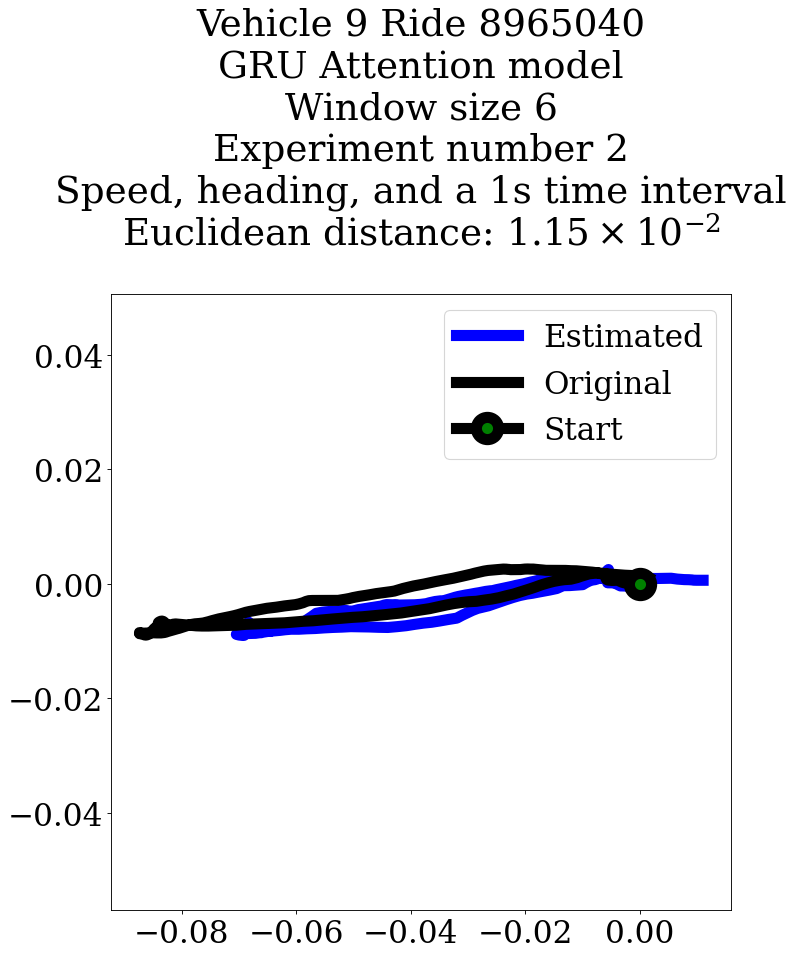 Vehicle 9 Ride 8965040
GRU Attention model
Window size 6
Experiment number 2
Speed, heading, and a 1s time interval
Euclidean distance: 1.15 × 10⁻²
Estimated
Original
Start
0.04
0.02
0.00
−0.02
−0.04
−0.08 −0.06 −0.04 −0.02 0.00